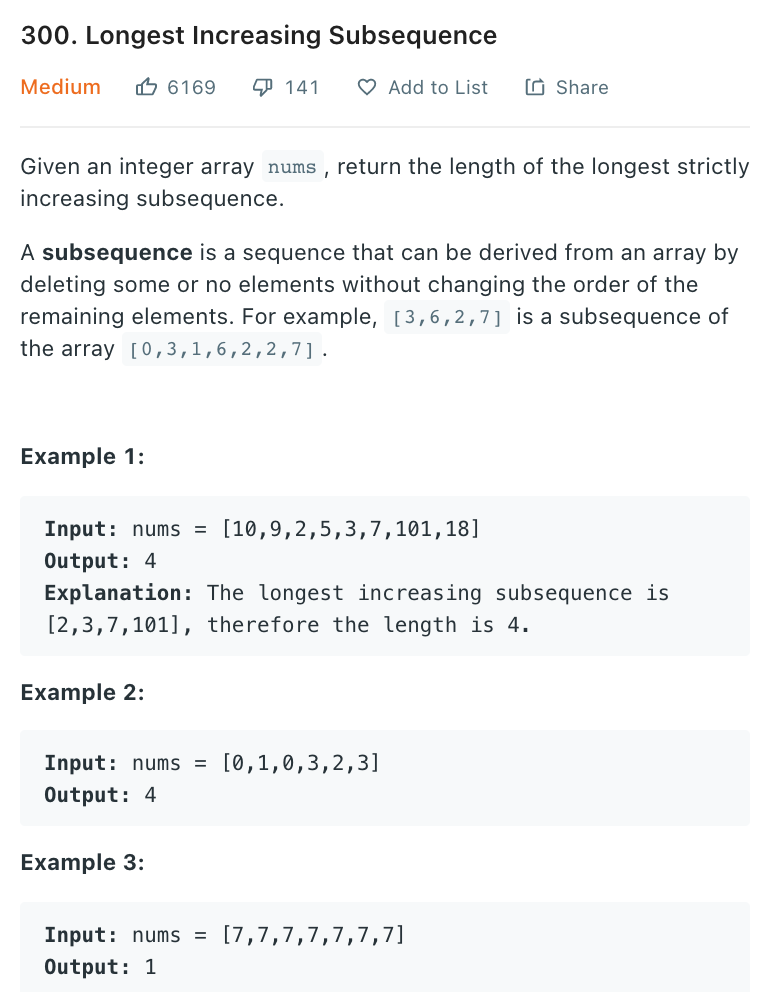 300. Longest Increasing Subsequence
Medium 6169 141 Add to List Share
Given an integer array nums , return the length of the longest strictly
increasing subsequence.
A subsequence is a sequence that can be derived from an array by
deleting some or no elements without changing the order of the
remaining elements. For example, [3,6,2,7] is a subsequence of
the array [0,3,1,6,2,2,7] .
Example 1:
Input: nums = [10,9,2,5,3,7,101,18]
Output: 4
Explanation: The longest increasing subsequence is
[2,3,7,101], therefore the length is 4.
Example 2:
Input: nums = [0,1,0,3,2,3]
Output: 4
Example 3:
Input: nums = [7,7,7,7,7,7,7]
Output: 1